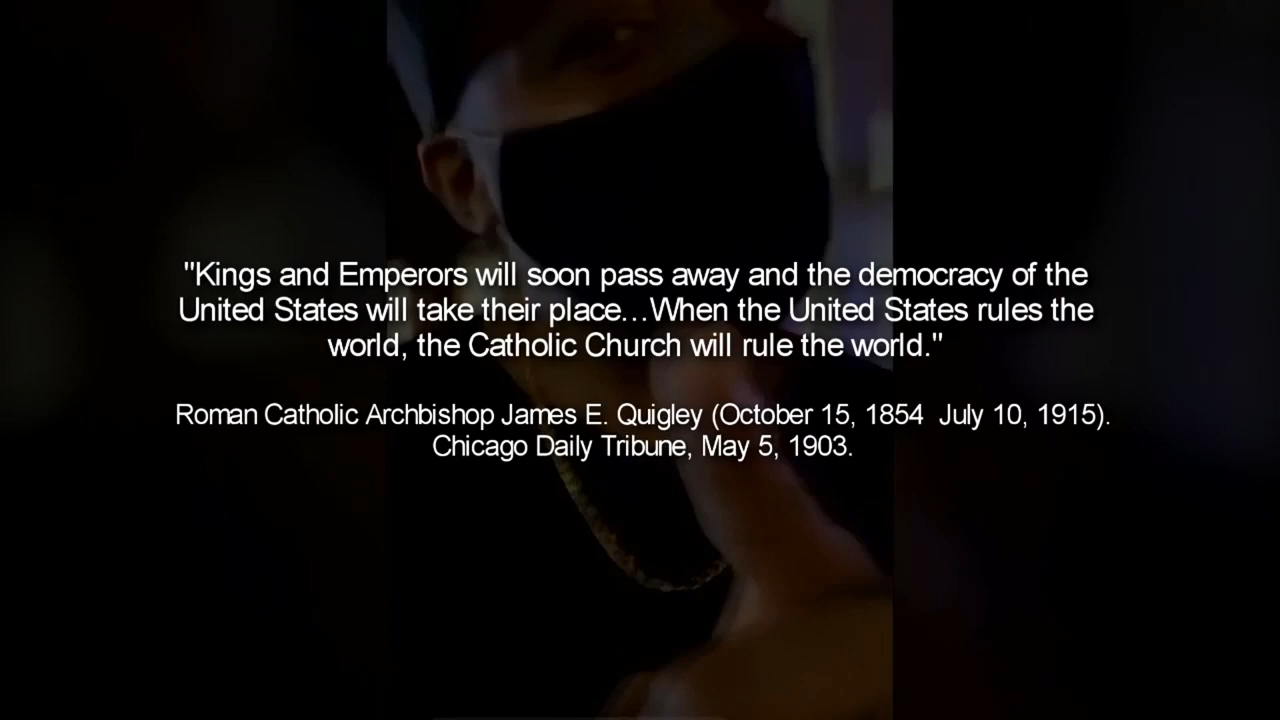 "Kings and Emperors will soon pass away and the democracy of the
United States will take their place...When the United States rules the
world, the Catholic Church will rule the world."
Roman Catholic Archbishop James E. Quigley (October 15, 1854  July 10, 1915).
Chicago Daily Tribune, May 5, 1903.